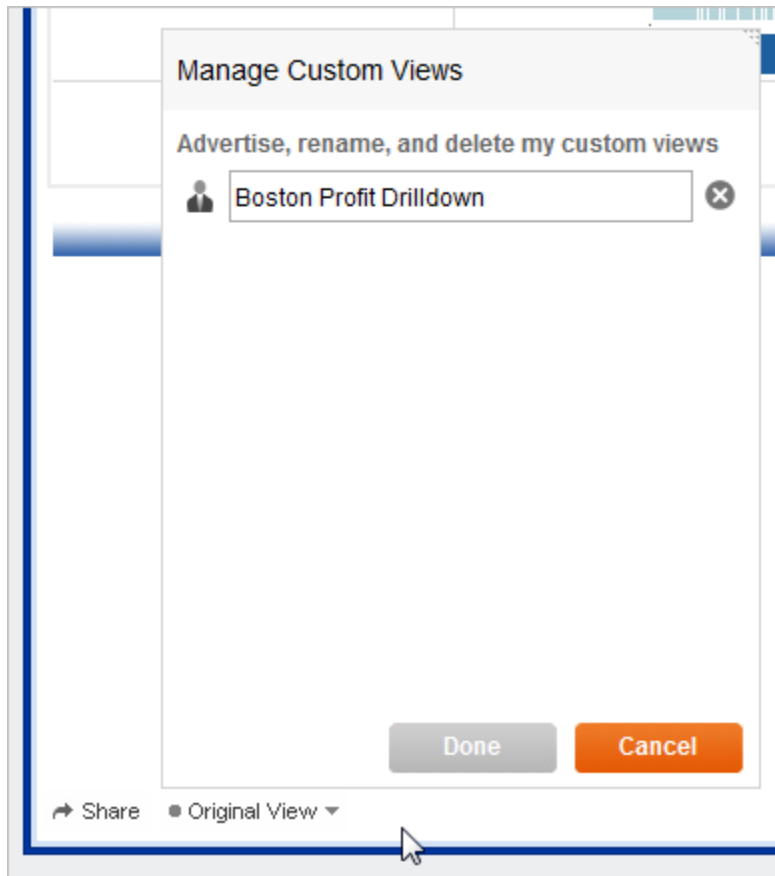 Manage Custom Views
Advertise, rename, and delete my custom views
Boston Profit Drilldown
Done Cancel
Share Original View